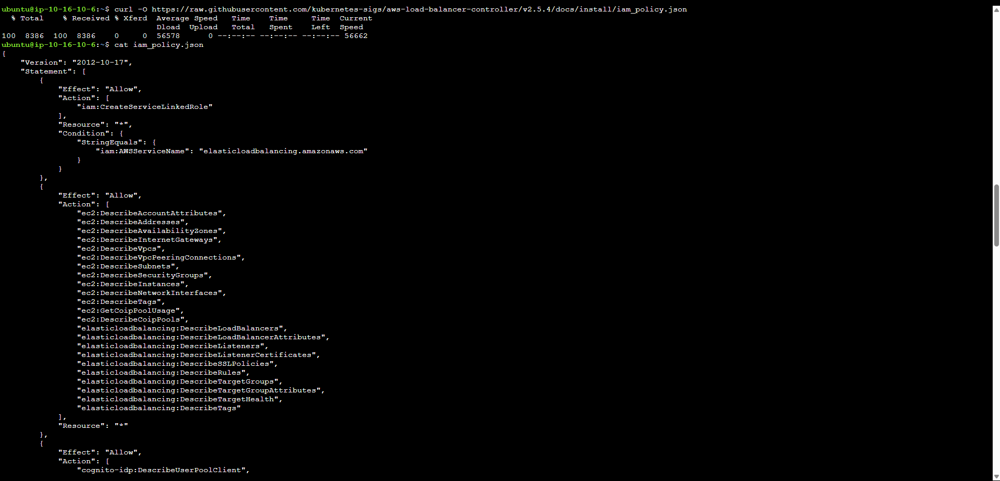 ubuntu@ip-10-16-10-6:~$ curl -O https://raw.githubusercontent.com/kubernetes-sigs/aws-load-balancer-controller/v2.5.4/docs/install/iam_policy.json
  % Total    % Received % Xferd  Average Speed   Time    Time     Time  Current
                                 Dload  Upload   Total   Spent    Left  Speed
100  8386  100  8386    0     0  56578      0 --:--:-- --:--:-- --:--:-- 56662
ubuntu@ip-10-16-10-6:~$ cat iam_policy.json
{
    "Version": "2012-10-17",
    "Statement": [
        {
            "Effect": "Allow",
            "Action": [
                "iam:CreateServiceLinkedRole"
            ],
            "Resource": "*",
            "Condition": {
                "StringEquals": {
                    "iam:AWSServiceName": "elasticloadbalancing.amazonaws.com"
                }
            }
        },
        {
            "Effect": "Allow",
            "Action": [
                "ec2:DescribeAccountAttributes",
                "ec2:DescribeAddresses",
                "ec2:DescribeAvailabilityZones",
                "ec2:DescribeInternetGateways",
                "ec2:DescribeVpcs",
                "ec2:DescribeVpcPeeringConnections",
                "ec2:DescribeSubnets",
                "ec2:DescribeSecurityGroups",
                "ec2:DescribeInstances",
                "ec2:DescribeNetworkInterfaces",
                "ec2:DescribeTags",
                "ec2:GetCoipPoolUsage",
                "ec2:DescribeCoipPools",
                "elasticloadbalancing:DescribeLoadBalancers",
                "elasticloadbalancing:DescribeLoadBalancerAttributes",
                "elasticloadbalancing:DescribeListeners",
                "elasticloadbalancing:DescribeListenerCertificates",
                "elasticloadbalancing:DescribeSSLPolicies",
                "elasticloadbalancing:DescribeRules",
                "elasticloadbalancing:DescribeTargetGroups",
                "elasticloadbalancing:DescribeTargetGroupAttributes",
                "elasticloadbalancing:DescribeTargetHealth",
                "elasticloadbalancing:DescribeTags"
            ],
            "Resource": "*"
        },
        {
            "Effect": "Allow",
            "Action": [
                "cognito-idp:DescribeUserPoolClient",